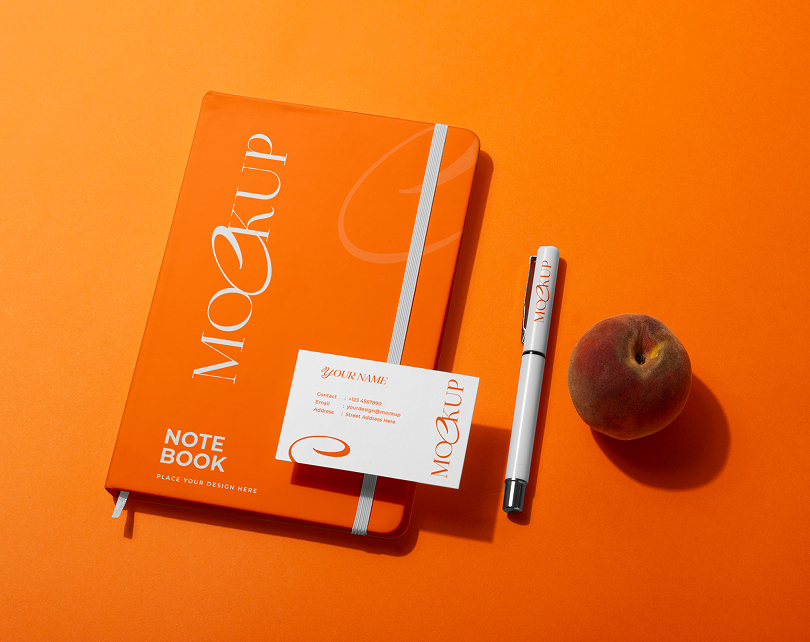 MOCKUP
NOTE
BOOK
PLACE YOUR DESIGN HERE
YOUR NAME
Contact : +123 4567890
Email : yourdesign@mockup
Address : Street Address Here
MOCKUP
MOCKUP